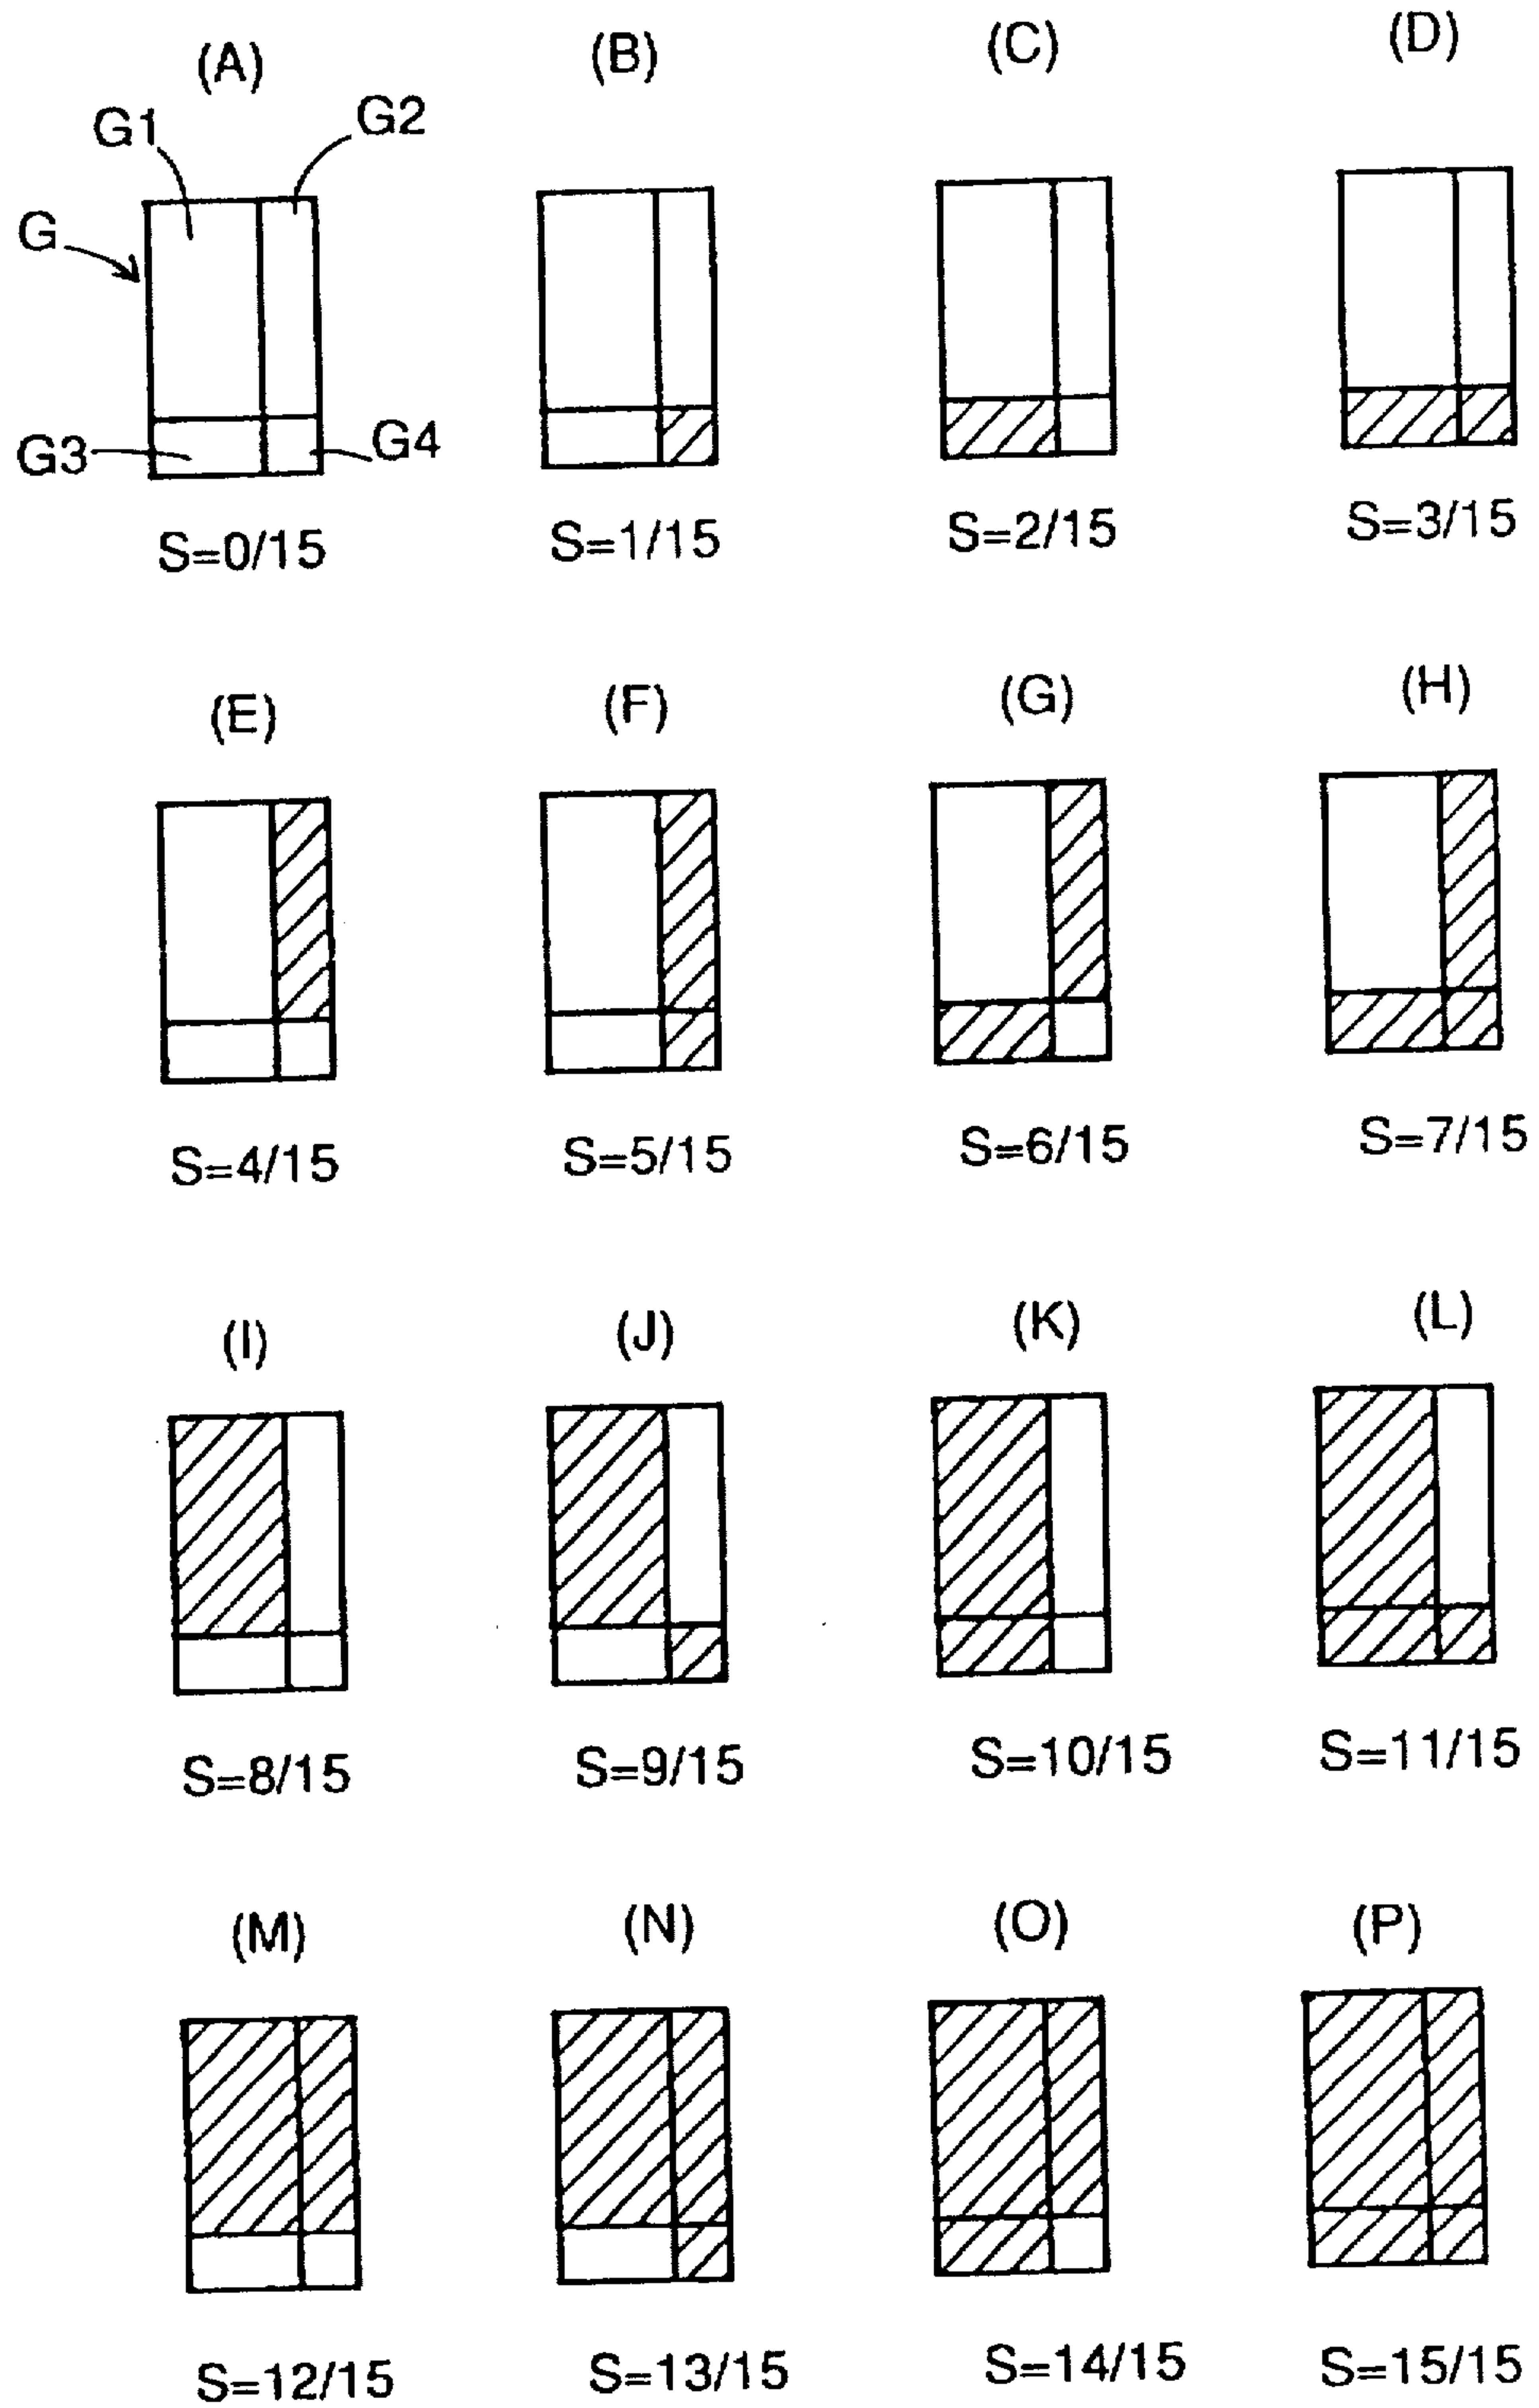 (A) (B) (C) (D)
G1 G2
G
G3 G4
S=0/15 S=1/15 S=2/15 S=3/15
(E) (F) (G) (H)
S=4/15 S=5/15 S=6/15 S=7/15
(I) (J) (K) (L)
S=8/15 S=9/15 S=10/15 S=11/15
(M) (N) (O) (P)
S=12/15 S=13/15 S=14/15 S=15/15